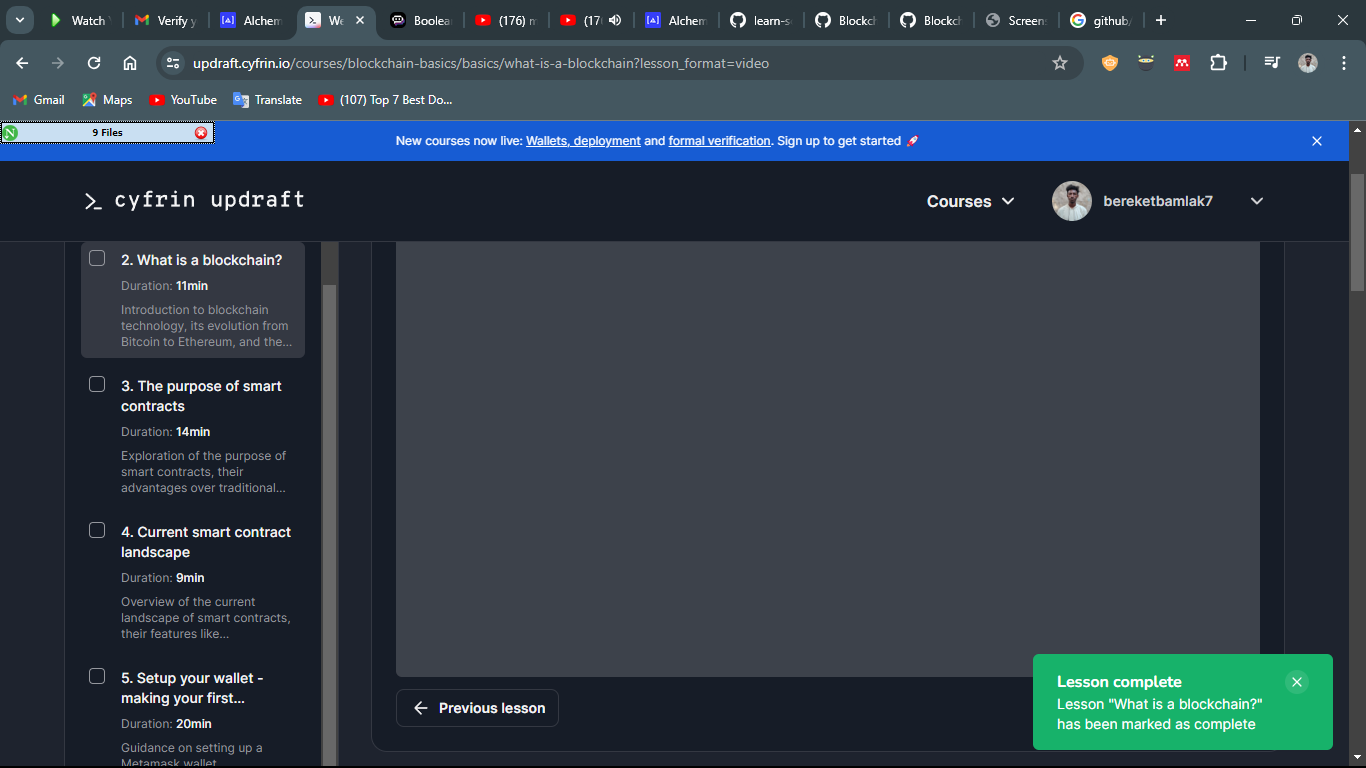 Watch
Verify y
Alchem
We
Boolea
(176) m
(17
Alchem
learn-s
Blockch
Blockch
Screen
github/
updraft.cyfrin.io/courses/blockchain-basics/basics/what-is-a-blockchain?lesson_format=video
Gmail
Maps
YouTube
Translate
(107) Top 7 Best Do...
9 Files
New courses now live: Wallets, deployment and formal verification. Sign up to get started 🚀
>_ cyfrin updraft
Courses
bereketbamlak7
2. What is a blockchain?
Duration: 11min
Introduction to blockchain
technology, its evolution from
Bitcoin to Ethereum, and the...
3. The purpose of smart
contracts
Duration: 14min
Exploration of the purpose of
smart contracts, their
advantages over traditional...
4. Current smart contract
landscape
Duration: 9min
Overview of the current
landscape of smart contracts,
their features like...
5. Setup your wallet -
making your first...
Duration: 20min
Guidance on setting up a
Metamask wallet
Previous lesson
Lesson complete
Lesson "What is a blockchain?"
has been marked as complete